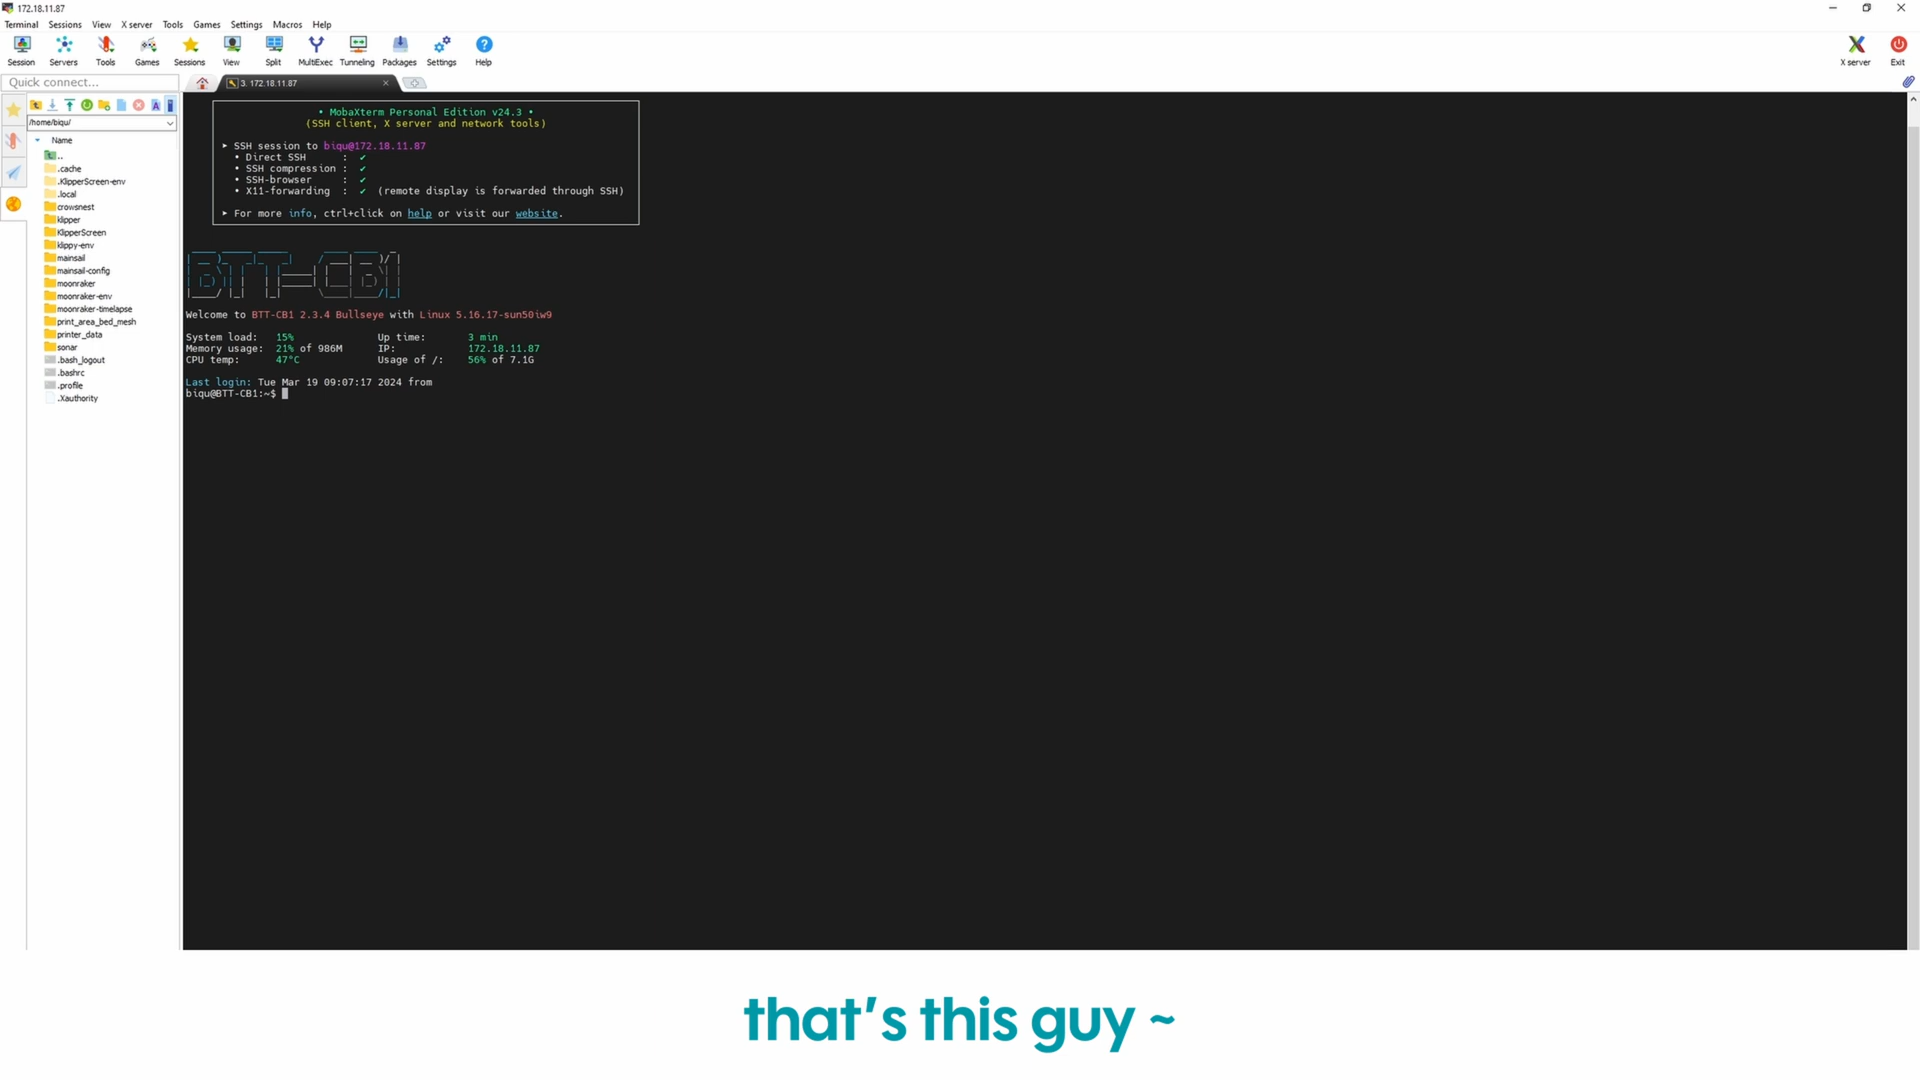 172.18.11.87
Terminal Sessions View X server Tools Games Settings Macros Help
Session Servers Tools Games Sessions View Split MultiExec Tunneling Packages Settings Help X server Exit
Quick connect...
3. 172.18.11.87
/home/biqu/
Name
..
.cache
.KlipperScreen-env
.local
crowsnest
klipper
KlipperScreen
klippy-env
mainsail
mainsail-config
moonraker
moonraker-env
moonraker-timelapse
print_area_bed_mesh
printer_data
sonar
.bash_logout
.bashrc
.profile
.Xauthority
• MobaXterm Personal Edition v24.3 •
(SSH client, X server and network tools)
► SSH session to biqu@172.18.11.87
• Direct SSH : ✔
• SSH compression : ✔
• SSH-browser : ✔
• X11-forwarding : ✔ (remote display is forwarded through SSH)
► For more info, ctrl+click on help or visit our website.
BTT-CB1
Welcome to BTT-CB1 2.3.4 Bullseye with Linux 5.16.17-sun50iw9
System load: 15% Up time: 3 min
Memory usage: 21% of 986M IP: 172.18.11.87
CPU temp: 47°C Usage of /: 56% of 7.1G
Last login: Tue Mar 19 09:07:17 2024 from
biqu@BTT-CB1:~$
that's this guy ~